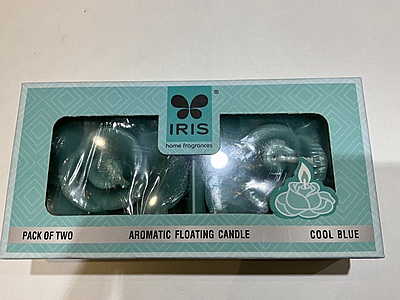 IRIS®
home fragrances
PACK OF TWO AROMATIC FLOATING CANDLE COOL BLUE